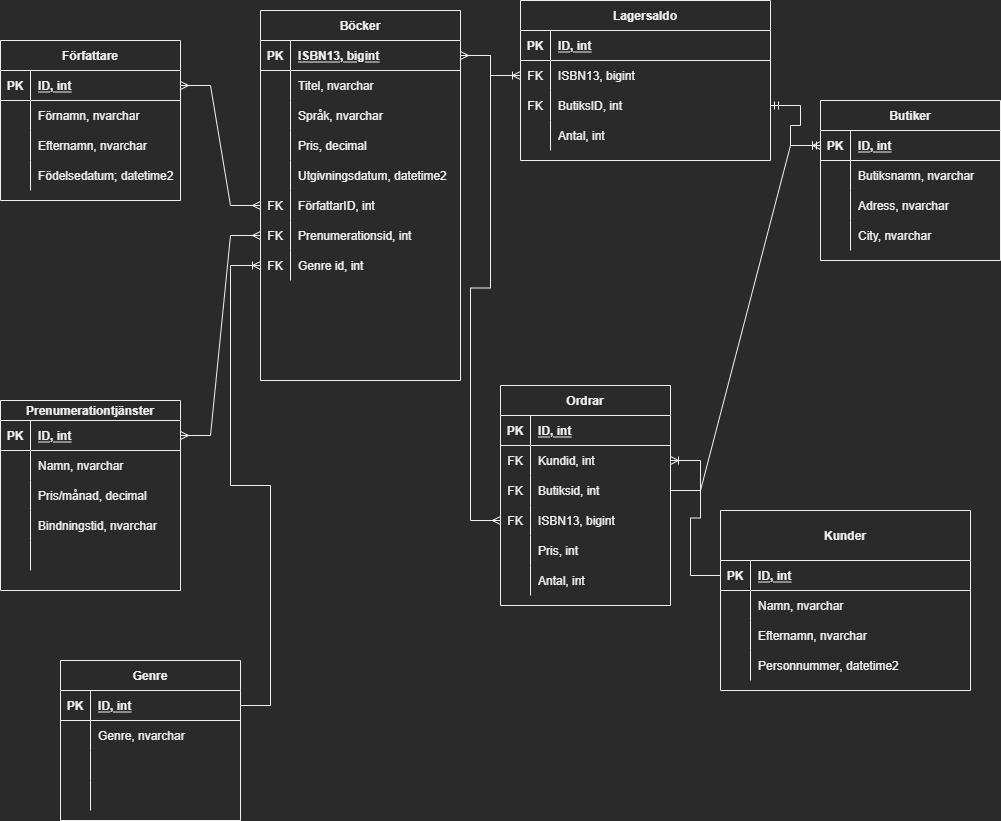 Författare
PK ID, int
Förnamn, nvarchar
Efternamn, nvarchar
Födelsedatum; datetime2
Böcker
PK ISBN13, bigint
Titel, nvarchar
Språk, nvarchar
Pris, decimal
Utgivningsdatum, datetime2
FK FörfattarID, int
FK Prenumerationsid, int
FK Genre id, int
Lagersaldo
PK ID, int
FK ISBN13, bigint
FK ButiksID, int
Antal, int
Butiker
PK ID, int
Butiksnamn, nvarchar
Adress, nvarchar
City, nvarchar
Prenumerationtjänster
PK ID, int
Namn, nvarchar
Pris/månad, decimal
Bindningstid, nvarchar
Ordrar
PK ID, int
FK Kundid, int
FK Butiksid, int
FK ISBN13, bigint
Pris, int
Antal, int
Kunder
PK ID, int
Namn, nvarchar
Efternamn, nvarchar
Personnummer, datetime2
Genre
PK ID, int
Genre, nvarchar